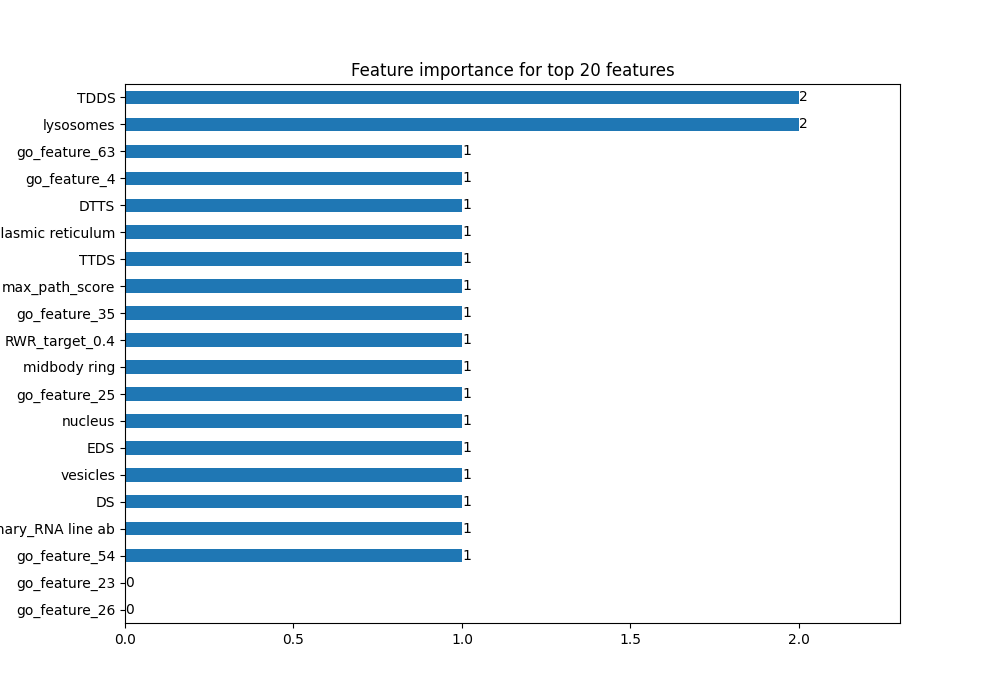 Feature importance for top 20 features
TDDS 2
lysosomes 2
go_feature_63 1
go_feature_4 1
DTTS 1
lasmic reticulum 1
TTDS 1
max_path_score 1
go_feature_35 1
RWR_target_0.4 1
midbody ring 1
go_feature_25 1
nucleus 1
EDS 1
vesicles 1
DS 1
nary_RNA line ab 1
go_feature_54 1
go_feature_23 0
go_feature_26 0
0.0 0.5 1.0 1.5 2.0